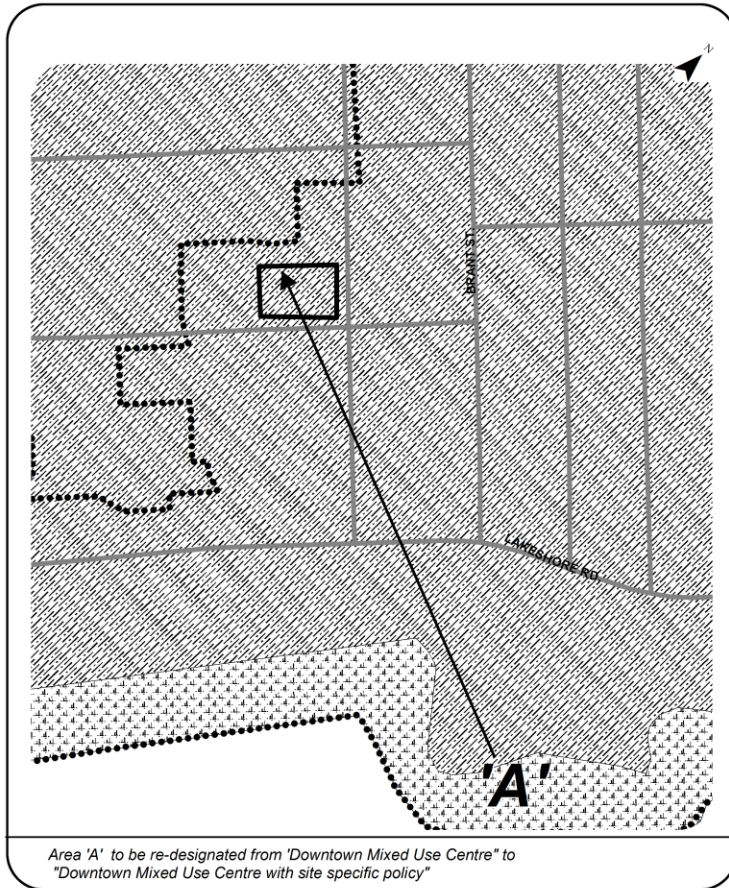 N
BRANT ST.
LAKESHORE RD.
'A'
Area 'A' to be re-designated from 'Downtown Mixed Use Centre" to
"Downtown Mixed Use Centre with site specific policy"